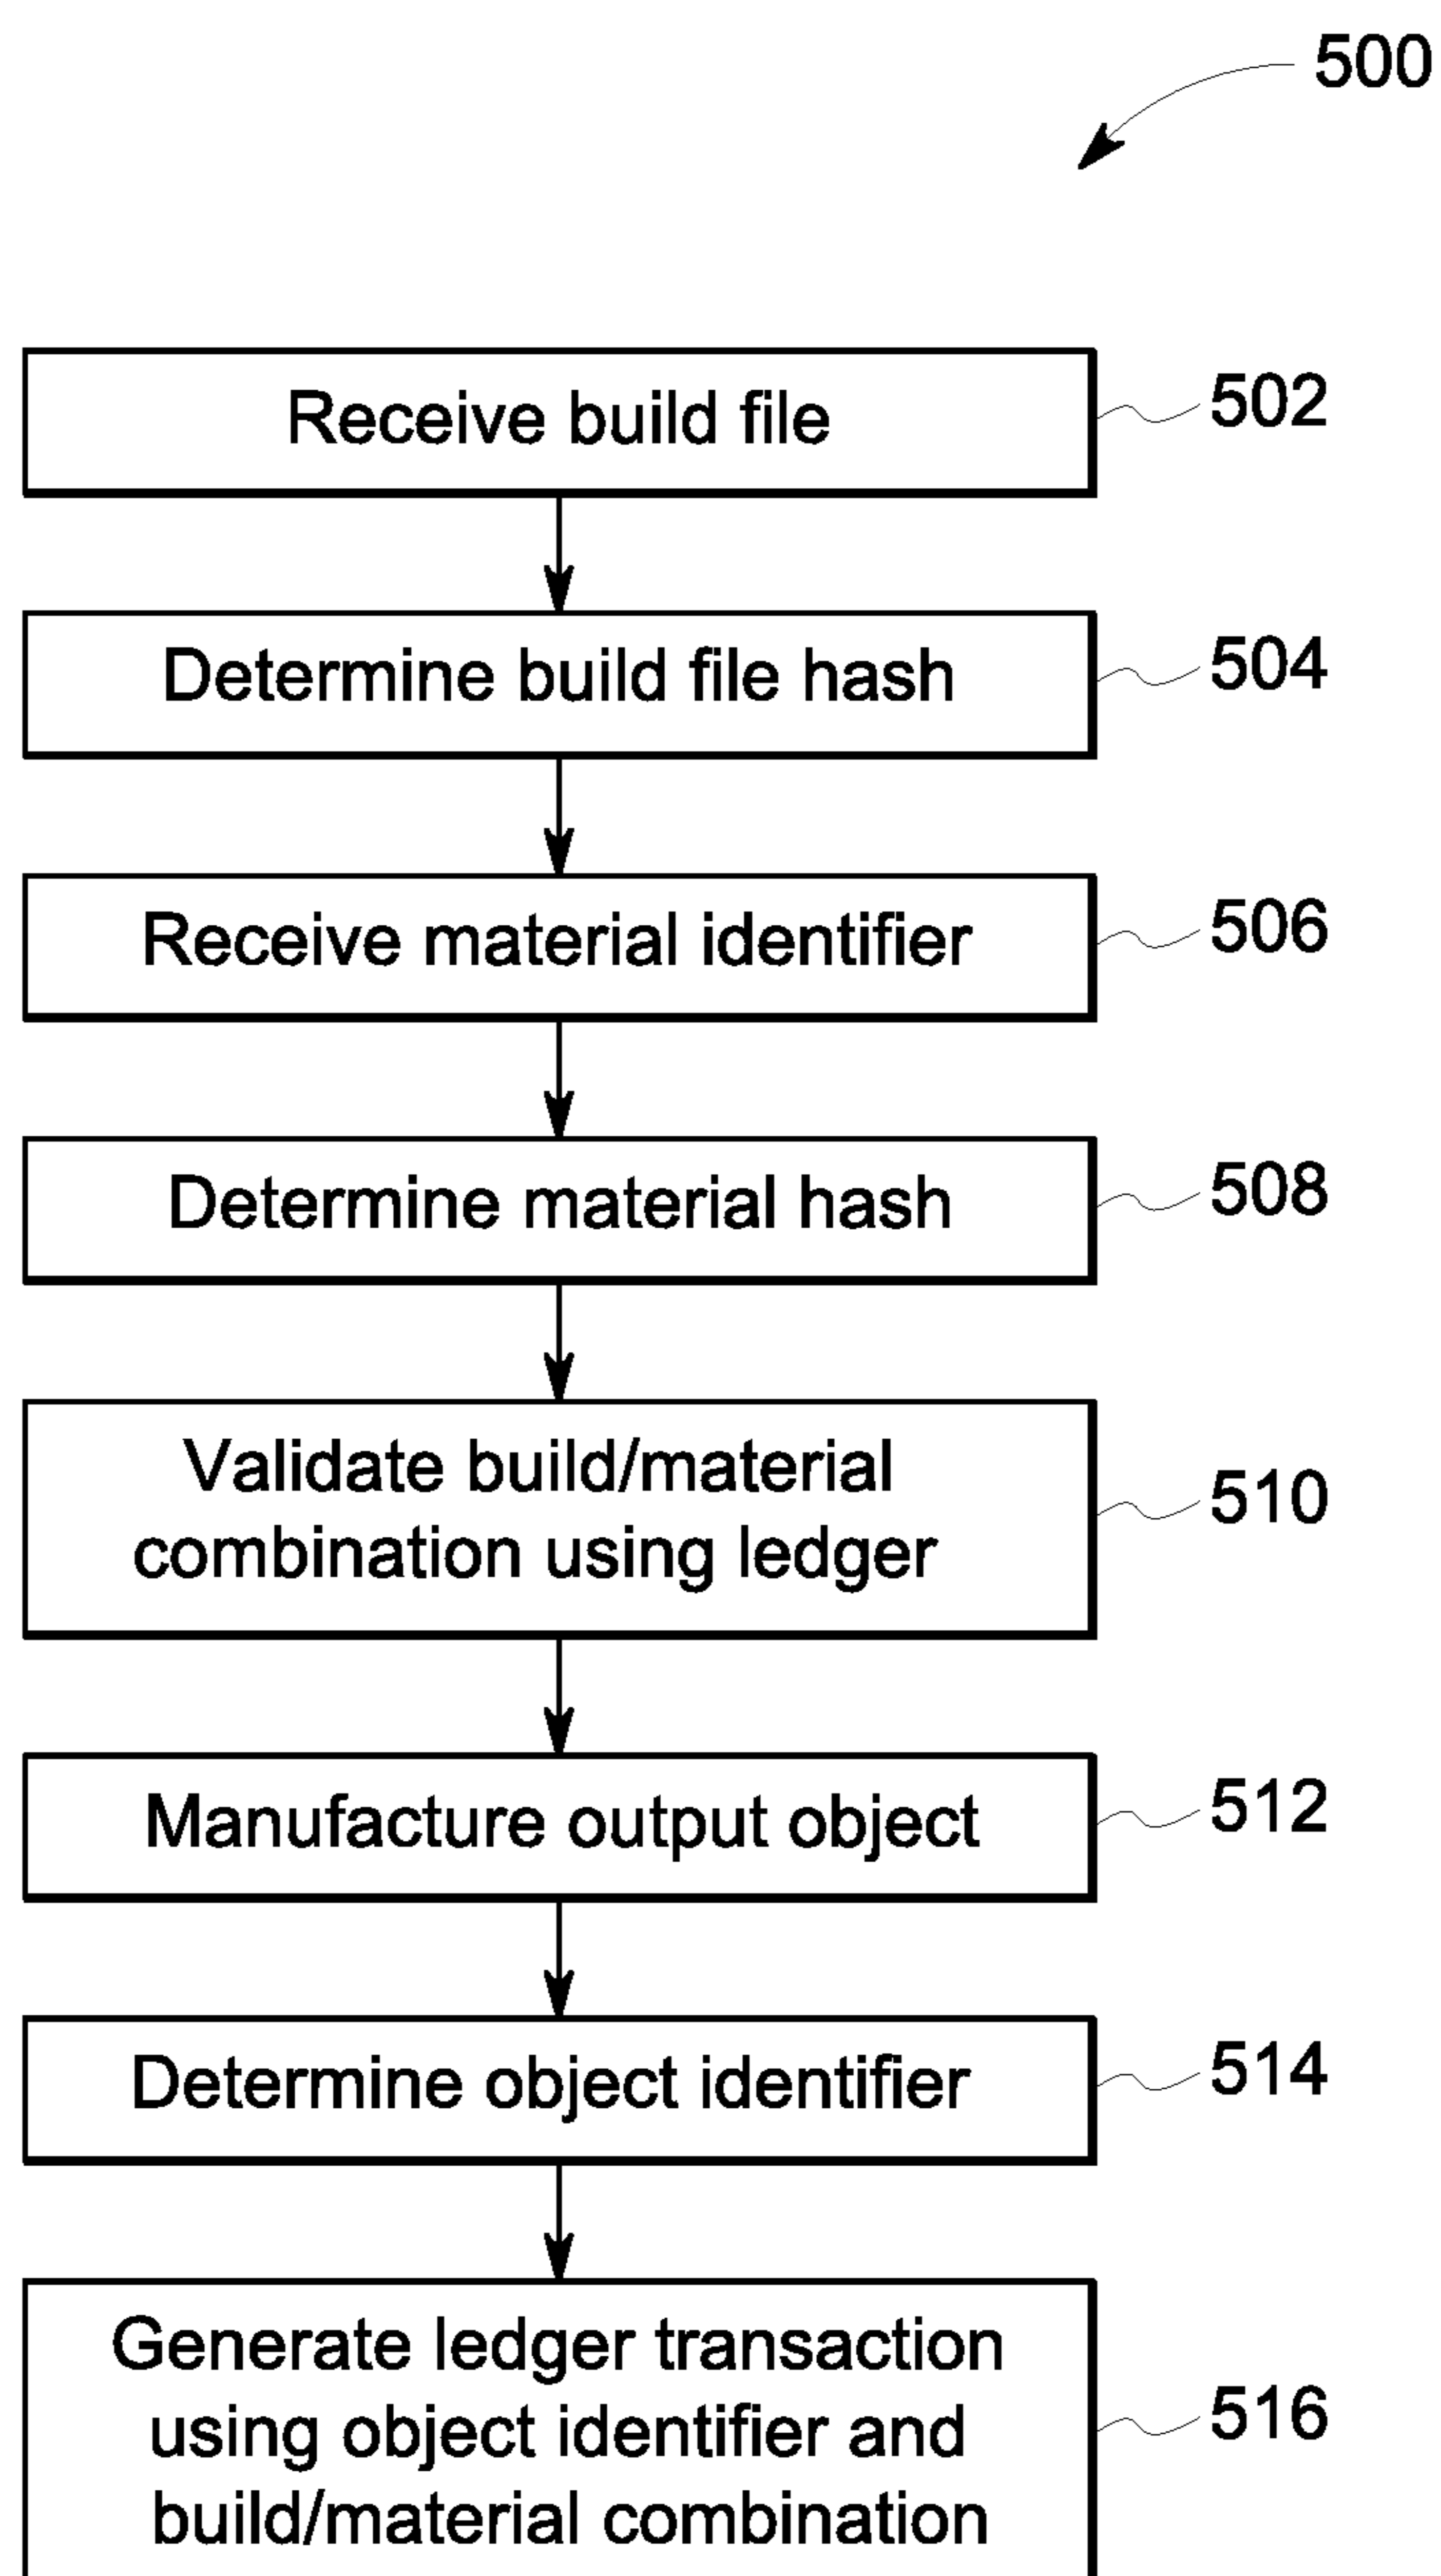 500
Receive build file
502
Determine build file hash
504
Receive material identifier
506
Determine material hash
508
Validate build/material
combination using ledger
510
Manufacture output object
512
Determine object identifier
514
Generate ledger transaction
using object identifier and
build/material combination
516